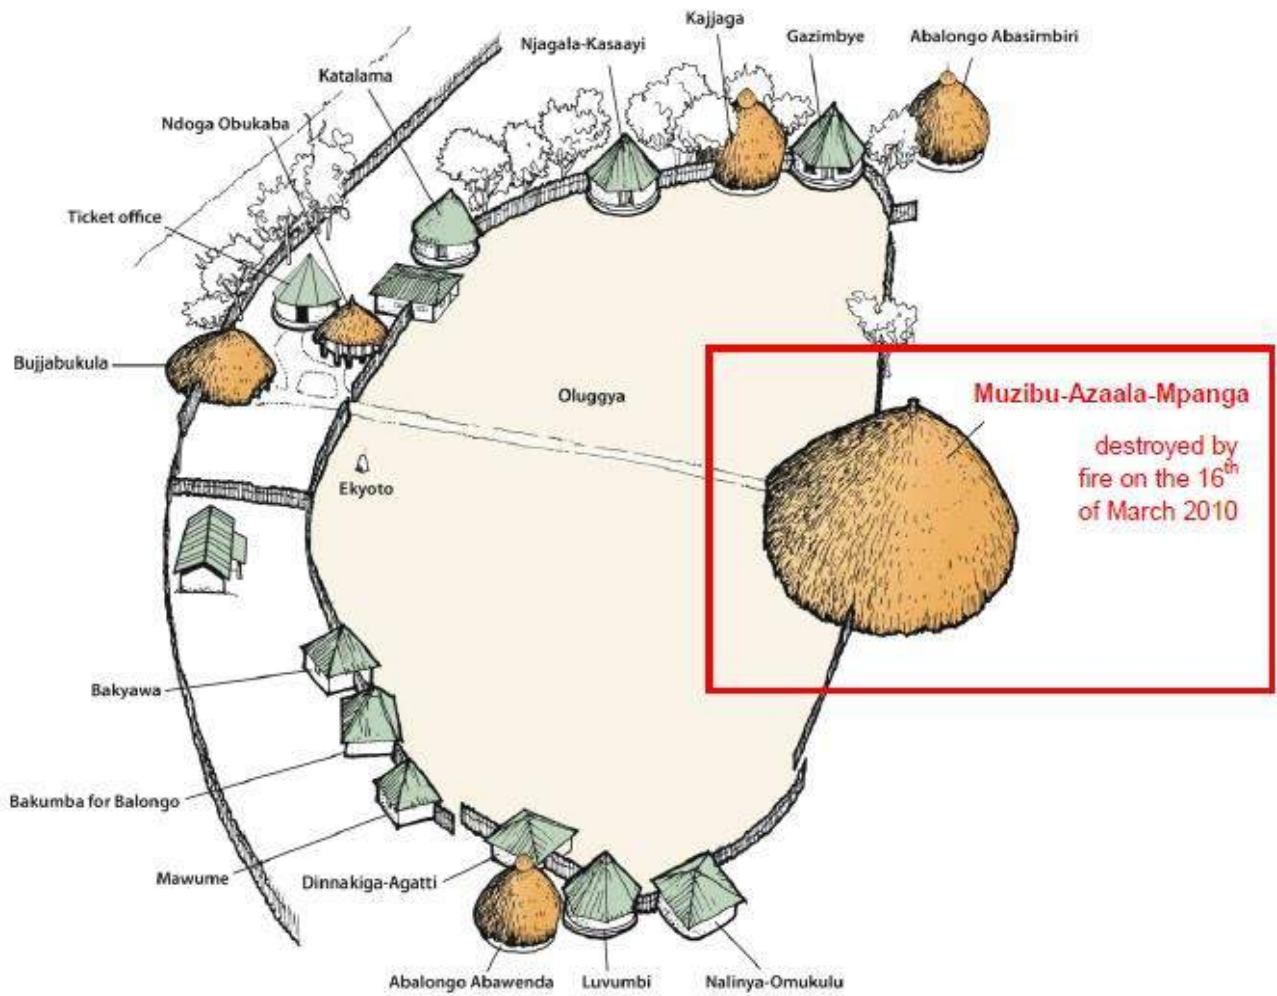 Kajjaga
Njagala-Kasaayi
Gazimbye
Abalongo Abasimbiri
Katalama
Ndoga Obukaba
Ticket office
Bujjabukula
Oluggya
Muzibu-Azaala-Mpanga
destroyed by
fire on the 16th
of March 2010
Ekyoto
Bakyawa
Bakumba for Balongo
Mawume
Dinnakiga-Agatti
Abalongo Abawenda
Luvumbi
Nalinya-Omukulu